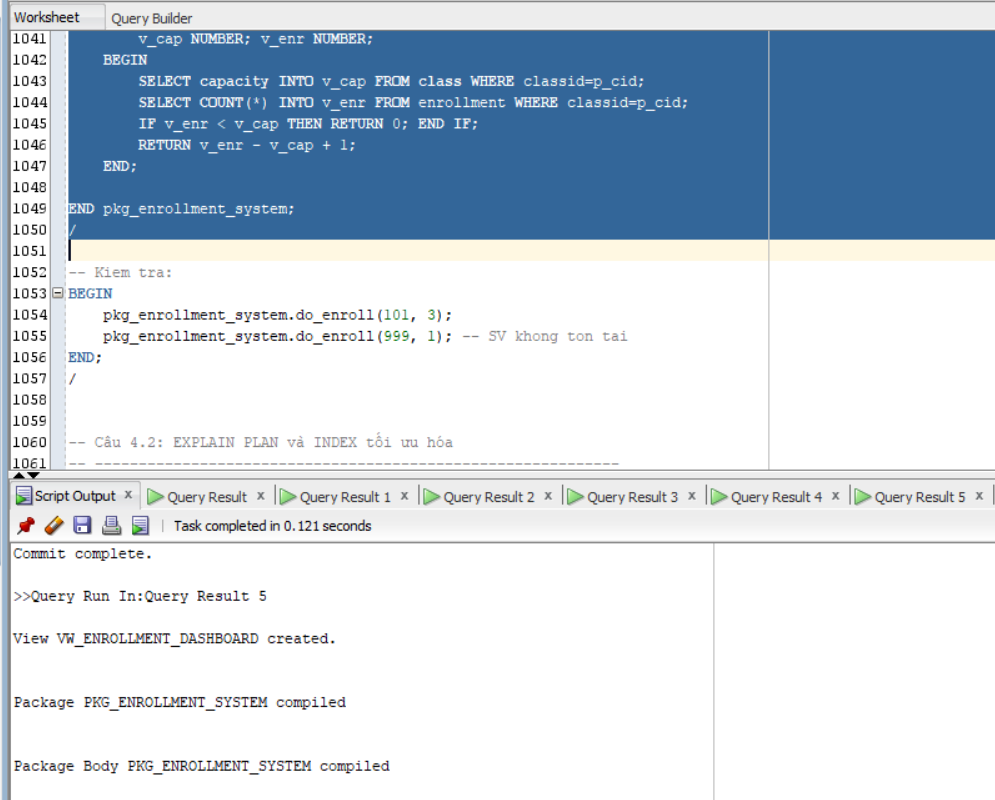 Worksheet Query Builder
1041 v_cap NUMBER; v_enr NUMBER;
1042 BEGIN
1043 SELECT capacity INTO v_cap FROM class WHERE classid=p_cid;
1044 SELECT COUNT(*) INTO v_enr FROM enrollment WHERE classid=p_cid;
1045 IF v_enr < v_cap THEN RETURN 0; END IF;
1046 RETURN v_enr - v_cap + 1;
1047 END;
1048
1049 END pkg_enrollment_system;
1050 /
1051
1052 -- Kiem tra:
1053 BEGIN
1054 pkg_enrollment_system.do_enroll(101, 3);
1055 pkg_enrollment_system.do_enroll(999, 1); -- SV khong ton tai
1056 END;
1057 /
1058
1059
1060 -- Câu 4.2: EXPLAIN PLAN và INDEX tối ưu hóa
1061 -- ------------------------------------------------------------
Script Output x Query Result x Query Result 1 x Query Result 2 x Query Result 3 x Query Result 4 x Query Result 5 x
Task completed in 0.121 seconds
Commit complete.
>>Query Run In:Query Result 5
View VW_ENROLLMENT_DASHBOARD created.
Package PKG_ENROLLMENT_SYSTEM compiled
Package Body PKG_ENROLLMENT_SYSTEM compiled